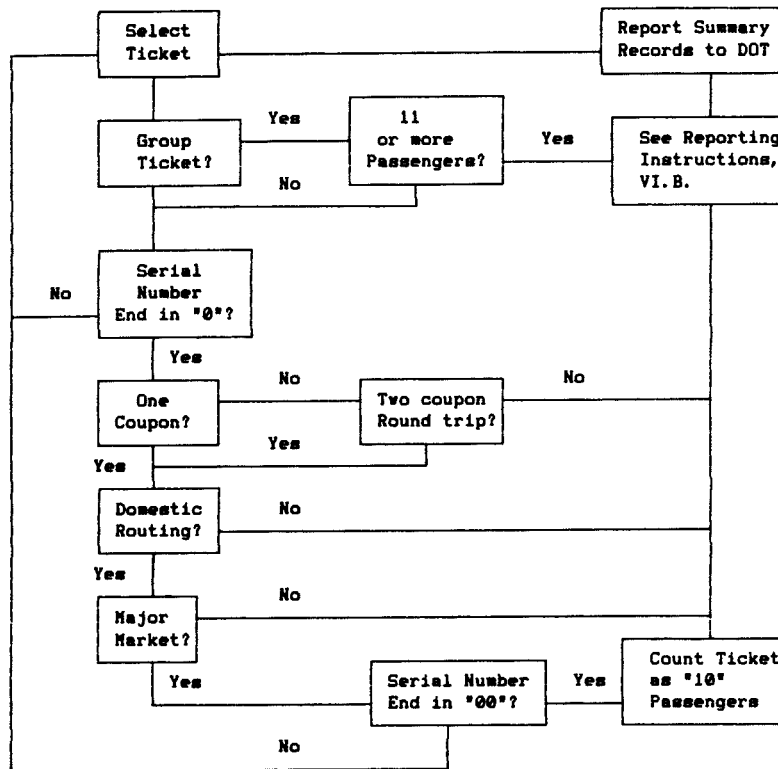 Select
Ticket
Report Summary
Records to DOT
Group
Ticket?
Yes
11
or more
Passengers?
Yes
See Reporting
Instructions,
VI.B.
No
Serial
Number
End in "0"?
No
Yes
One
Coupon?
No
Two coupon
Round trip?
No
Yes
Yes
Domestic
Routing?
No
Yes
Major
Market?
No
Yes
Serial Number
End in "00"?
Yes
Count Ticket
as "10"
Passengers
No